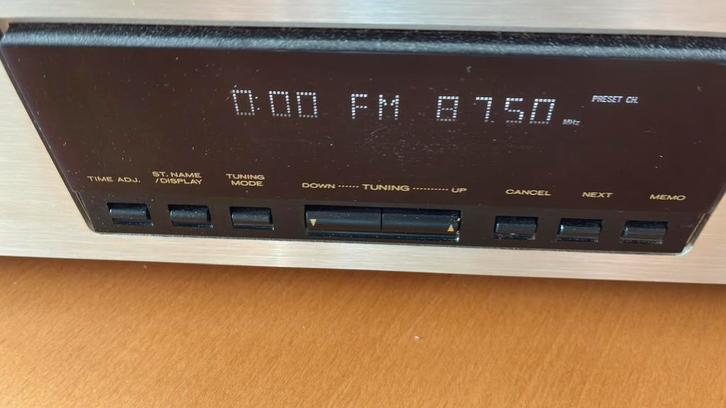 0:00 FM 87.50 MHz PRESET CH.
TIME ADJ. ST. NAME /DISPLAY TUNING MODE DOWN ······ TUNING ·········· UP CANCEL NEXT MEMO